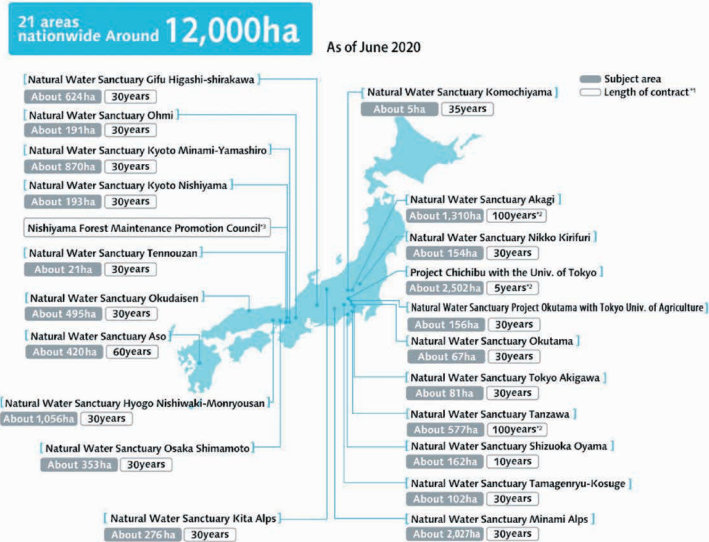 21 areas
nationwide Around 12,000ha
As of June 2020
Subject area
Length of contract*1
[Natural Water Sanctuary Gifu Higashi-shirakawa]
About 624ha 30years
[Natural Water Sanctuary Ohmi]
About 191ha 30years
[Natural Water Sanctuary Kyoto Minami-Yamashiro]
About 870ha 30years
[Natural Water Sanctuary Kyoto Nishiyama]
About 193ha 30years
Nishiyama Forest Maintenance Promotion Council*3
[Natural Water Sanctuary Tennouzan]
About 21ha 30years
[Natural Water Sanctuary Okudaisen]
About 495ha 30years
[Natural Water Sanctuary Aso]
About 420ha 60years
[Natural Water Sanctuary Hyogo Nishiwaki-Monryousan]
About 1,056ha 30years
[Natural Water Sanctuary Osaka Shimamoto]
About 353ha 30years
[Natural Water Sanctuary Kita Alps]
About 276ha 30years
[Natural Water Sanctuary Komochiyama]
About 5ha 35years
[Natural Water Sanctuary Akagi]
About 1,310ha 100years*2
[Natural Water Sanctuary Nikko Kirifuri]
About 154ha 30years
[Project Chichibu with the Univ. of Tokyo]
About 2,502ha 5years*2
[Natural Water Sanctuary Project Okutama with Tokyo Univ. of Agriculture]
About 156ha 30years
[Natural Water Sanctuary Okutama]
About 67ha 30years
[Natural Water Sanctuary Tokyo Akigawa]
About 81ha 30years
[Natural Water Sanctuary Tanzawa]
About 577ha 100years*2
[Natural Water Sanctuary Shizuoka Oyama]
About 162ha 10years
[Natural Water Sanctuary Tamagenryu-Kosuge]
About 102ha 30years
[Natural Water Sanctuary Minami Alps]
About 2,027ha 30years